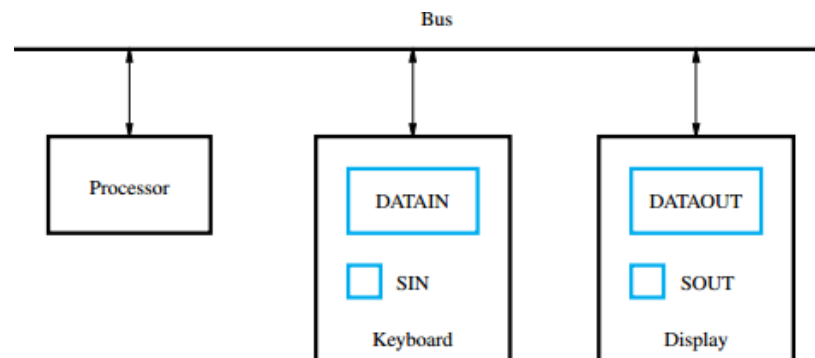 Bus
Processor
DATAIN
DATAOUT
SIN
SOUT
Keyboard
Display